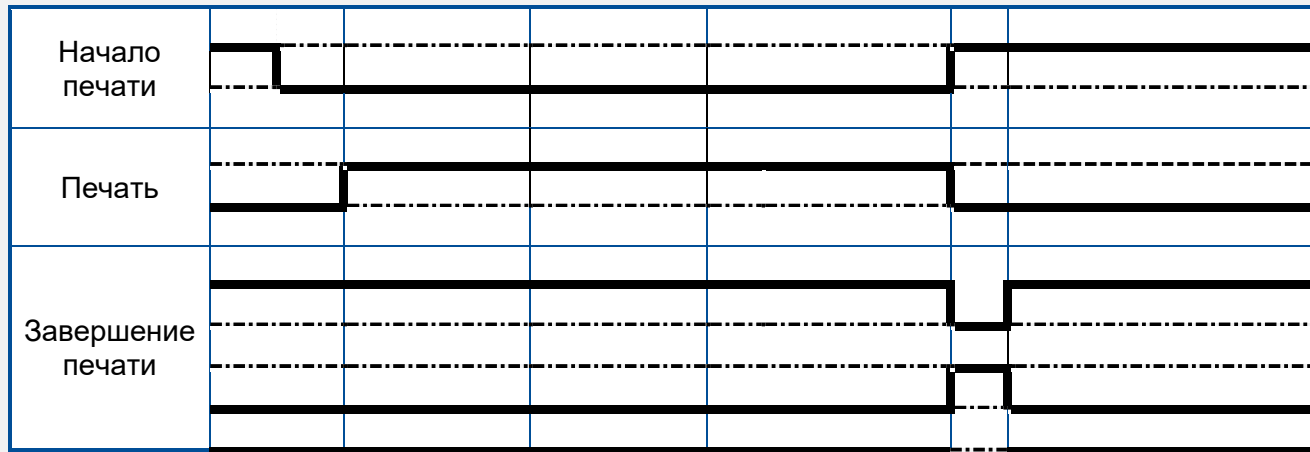 Начало
печати
Печать
Завершение
печати